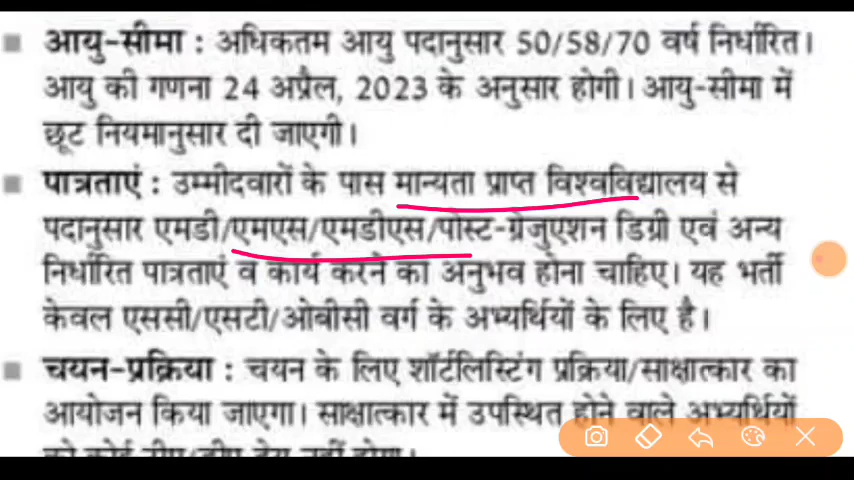 आयु-सीमा : अधिकतम आयु पदानुसार 50/58/70 वर्ष निर्धारित।
आयु की गणना 24 अप्रैल, 2023 के अनुसार होगी। आयु-सीमा में
छूट नियमानुसार दी जाएगी।
पात्रताएं : उम्मीदवारों के पास मान्यता प्राप्त विश्वविद्यालय से
पदानुसार एमडी/एमएस/एमडीएस/पोस्ट-ग्रेजुएशन डिग्री एवं अन्य
निर्धारित पात्रताएं व कार्य करने का अनुभव होना चाहिए। यह भर्ती
केवल एससी/एसटी/ओबीसी वर्ग के अभ्यर्थियों के लिए है।
चयन-प्रक्रिया : चयन के लिए शॉर्टलिस्टिंग प्रक्रिया/साक्षात्कार का
आयोजन किया जाएगा। साक्षात्कार में उपस्थित होने वाले अभ्यर्थियों